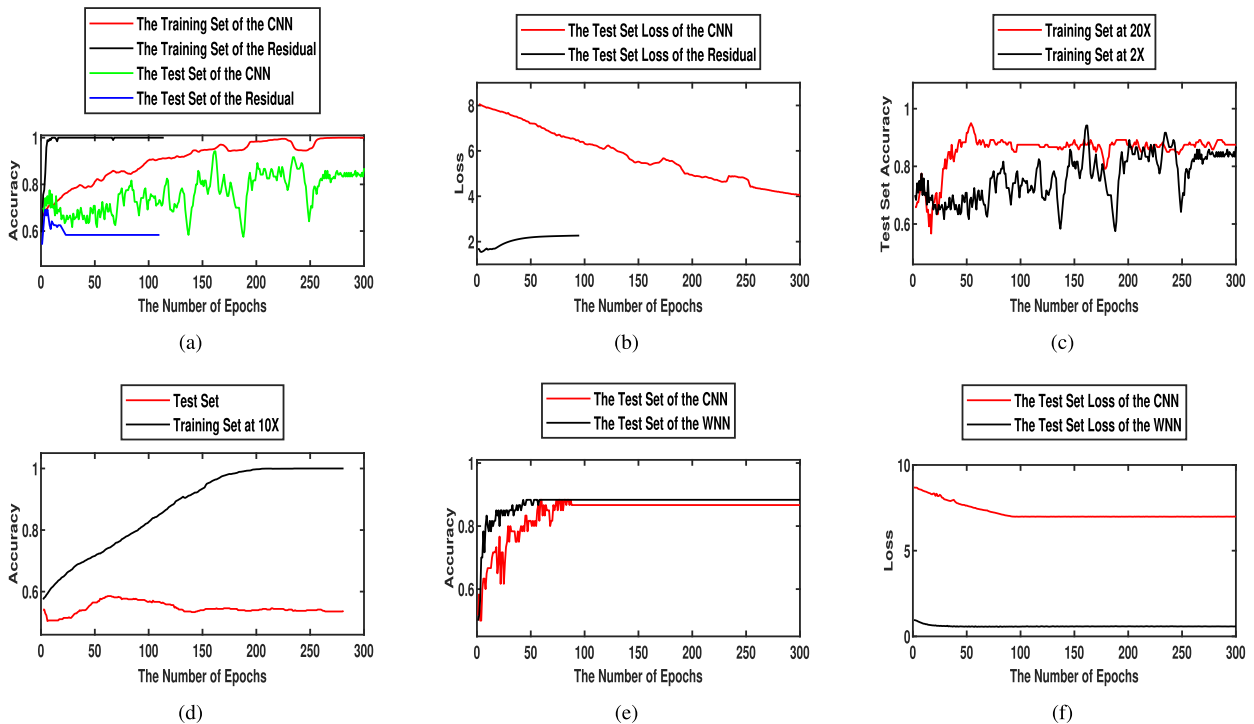 The Training Set of the CNN
The Training Set of the Residual
The Test Set of the CNN
The Test Set of the Residual
1
0.8
0.6
Accuracy
0 50 100 150 200 250 300
The Number of Epochs
(a)
The Test Set Loss of the CNN
The Test Set Loss of the Residual
8
6
4
2
Loss
0 50 100 150 200 250 300
The Number of Epochs
(b)
Training Set at 20X
Training Set at 2X
1
0.8
0.6
Test Set Accuracy
0 50 100 150 200 250 300
The Number of Epochs
(c)
Test Set
Training Set at 10X
1
0.8
0.6
Accuracy
0 50 100 150 200 250 300
The Number of Epochs
(d)
The Test Set of the CNN
The Test Set of the WNN
1
0.8
0.6
Accuracy
0 50 100 150 200 250 300
The Number of Epochs
(e)
The Test Set Loss of the CNN
The Test Set Loss of the WNN
10
5
0
Loss
0 50 100 150 200 250 300
The Number of Epochs
(f)